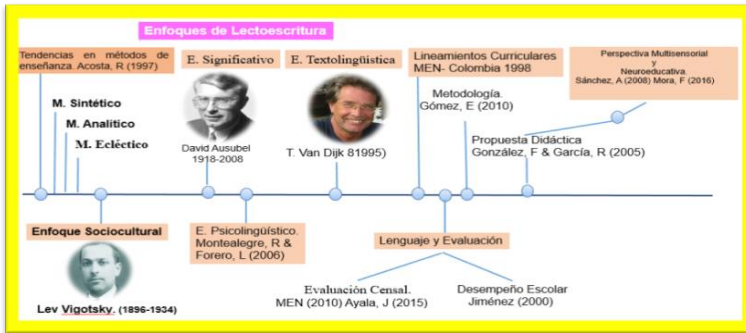 Enfoques de Lectoescritura
Tendencias en métodos de
enseñanza. Acosta, R (1997)
M. Sintético
M. Analítico
M. Ecléctico
E. Significativo
David Ausubel
1918-2008
E. Textolingüística
T. Van Dijk 81995)
Lineamientos Curriculares
MEN- Colombia 1998
Metodología.
Gómez, E (2010)
Propuesta Didáctica
González, F & García, R (2005)
Perspectiva Multisensorial
y
Neuroeducativa.
Sánchez, A (2008) Mora, F (2016)
Enfoque Sociocultural
Lev Vigotsky. (1896-1934)
E. Psicolingüístico.
Montealegre, R &
Forero, L (2006)
Lenguaje y Evaluación
Evaluación Censal.
MEN (2010) Ayala, J (2015)
Desempeño Escolar
Jiménez (2000)